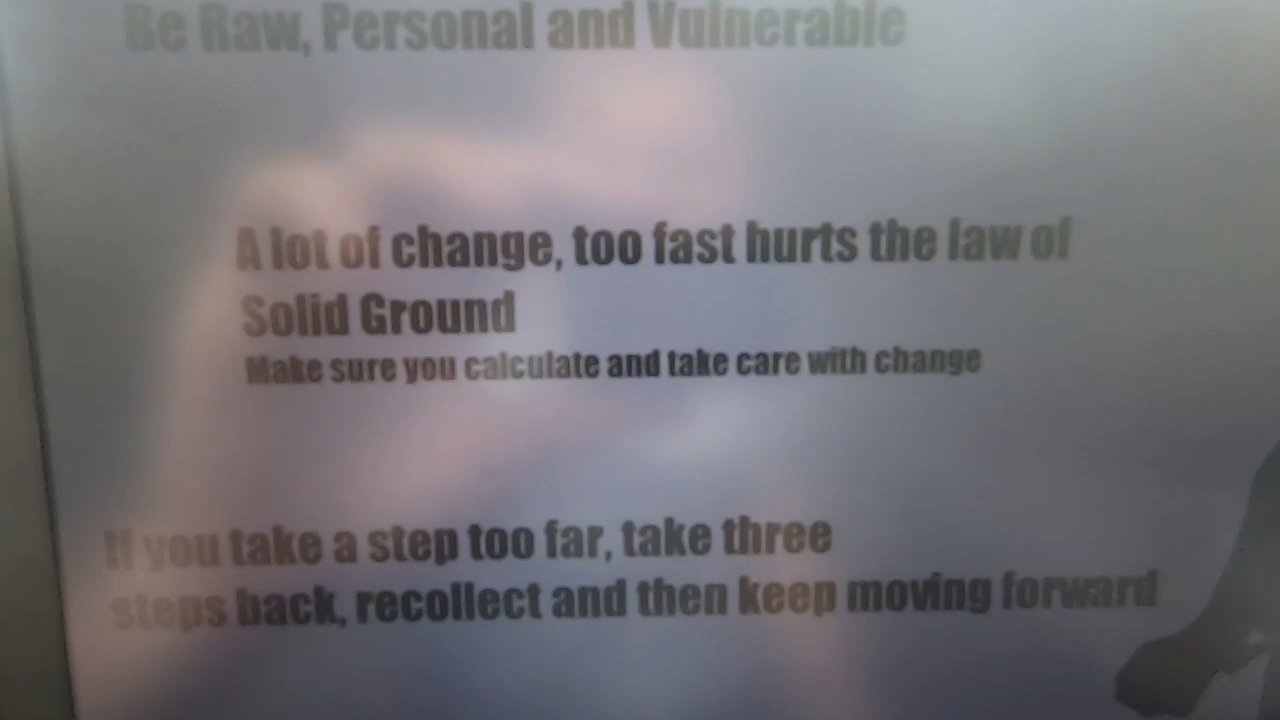 Be Raw, Personal and Vulnerable
A lot of change, too fast hurts the law of
Solid Ground
Make sure you calculate and take care with change
If you take a step too far, take three
steps back, recollect and then keep moving forward